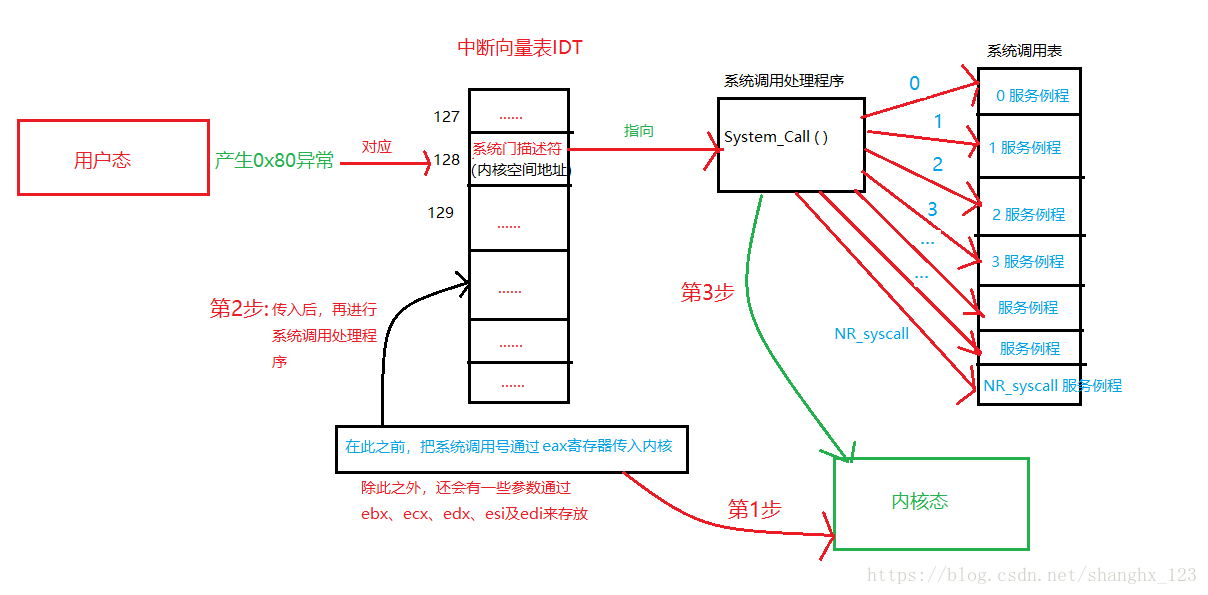 中断向量表IDT
系统调用表
系统调用处理程序
用户态
产生0x80异常
对应
127
128
129
......
系统门描述符
(内核空间地址)
......
......
......
......
指向
System_Call ( )
0
1
2
3
...
...
NR_syscall
0 服务例程
1 服务例程
2 服务例程
3 服务例程
服务例程
服务例程
NR_syscall 服务例程
第2步:
传入后，再进行
系统调用处理程
序
第3步
在此之前，把系统调用号通过eax寄存器传入内核
除此之外，还会有一些参数通过
ebx、ecx、edx、esi及edi来存放
第1步
内核态
https://blog.csdn.net/shanghx_123